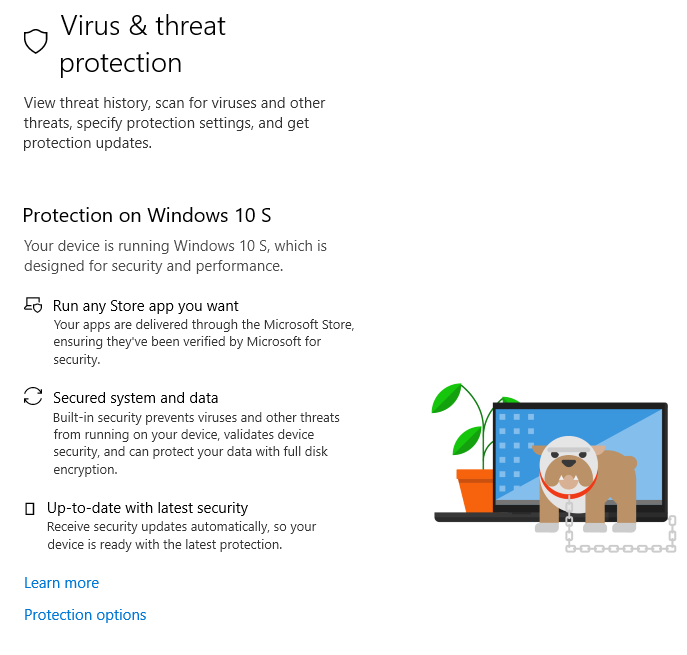 Virus & threat
protection
View threat history, scan for viruses and other
threats, specify protection settings, and get
protection updates.
Protection on Windows 10 S
Your device is running Windows 10 S, which is
designed for security and performance.
Run any Store app you want
Your apps are delivered through the Microsoft Store,
ensuring they've been verified by Microsoft for
security.
Secured system and data
Built-in security prevents viruses and other threats
from running on your device, validates device
security, and can protect your data with full disk
encryption.
Up-to-date with latest security
Receive security updates automatically, so your
device is ready with the latest protection.
Learn more
Protection options